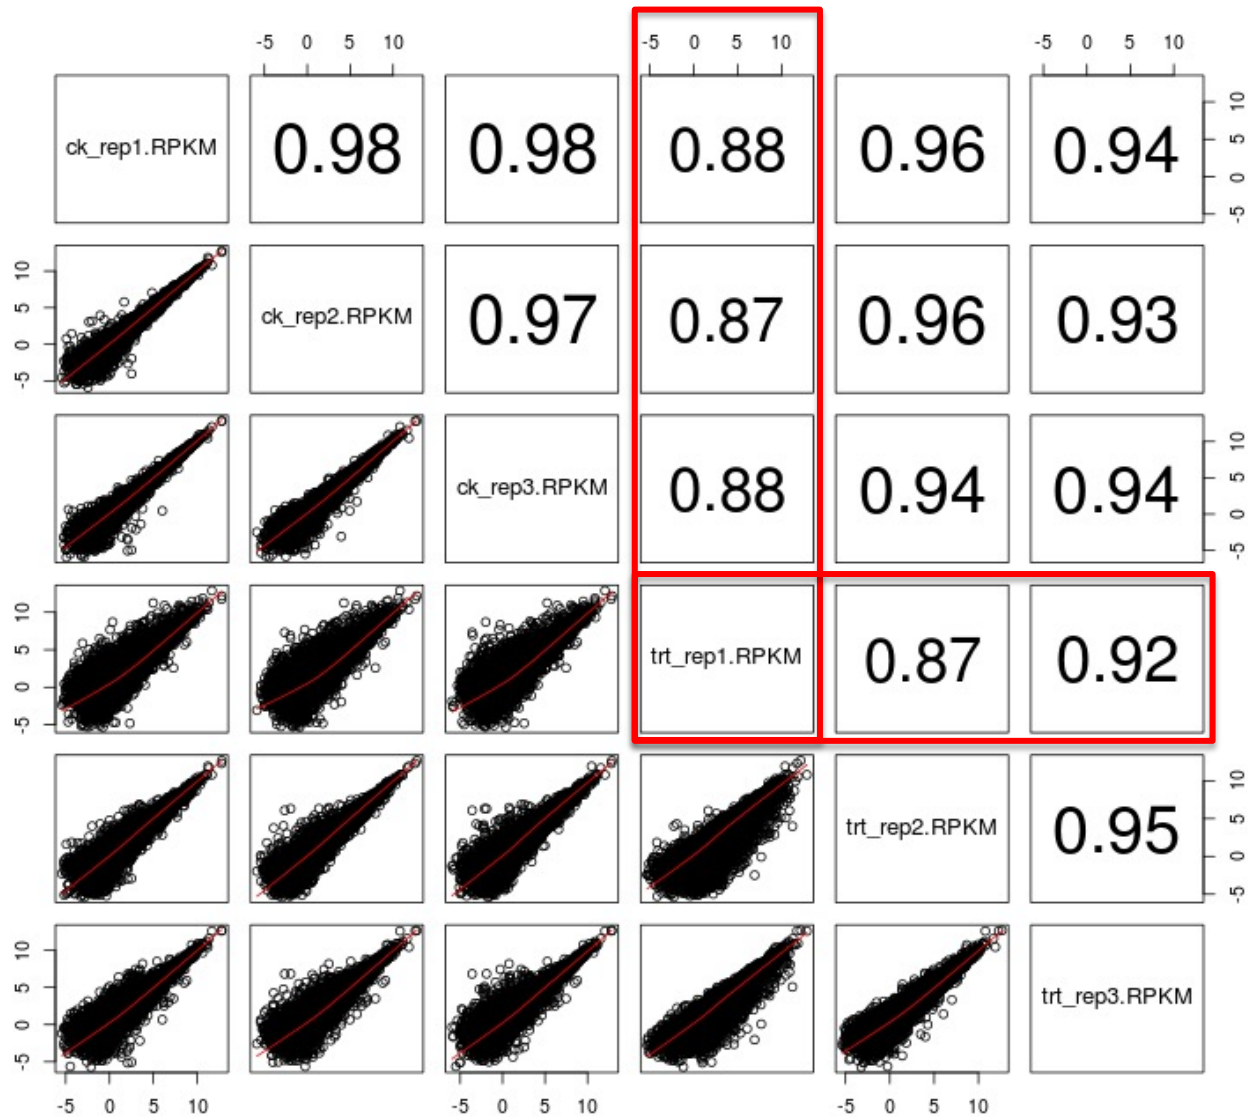 -5 0 5 10 -5 0 5 10 -5 0 5 10
ck_rep1.RPKM 0.98 0.98 0.88 0.96 0.94 -5 0 5 10
-5 0 5 10 ck_rep2.RPKM 0.97 0.87 0.96 0.93
ck_rep3.RPKM 0.88 0.94 0.94 -5 0 5 10
-5 0 5 10 trt_rep1.RPKM 0.87 0.92
trt_rep2.RPKM 0.95 -5 0 5 10
-5 0 5 10 trt_rep3.RPKM
-5 0 5 10 -5 0 5 10 -5 0 5 10